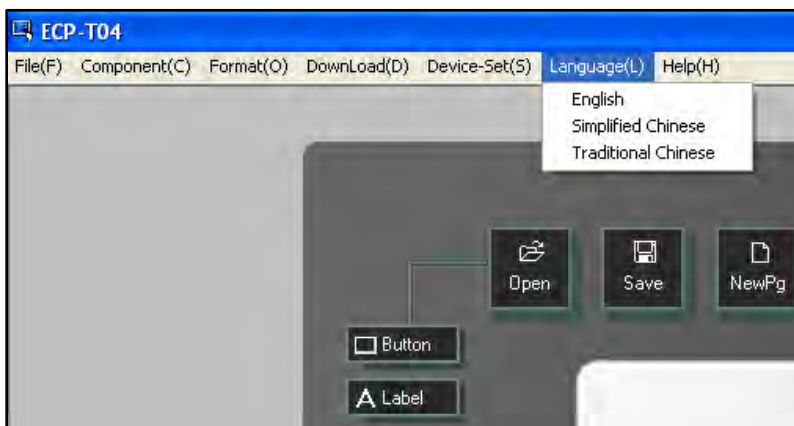 ECP-T04
File(F) Component(C) Format(O) DownLoad(D) Device-Set(S) Language(L) Help(H)
English
Simplified Chinese
Traditional Chinese
Open Save NewPg
Button
Label